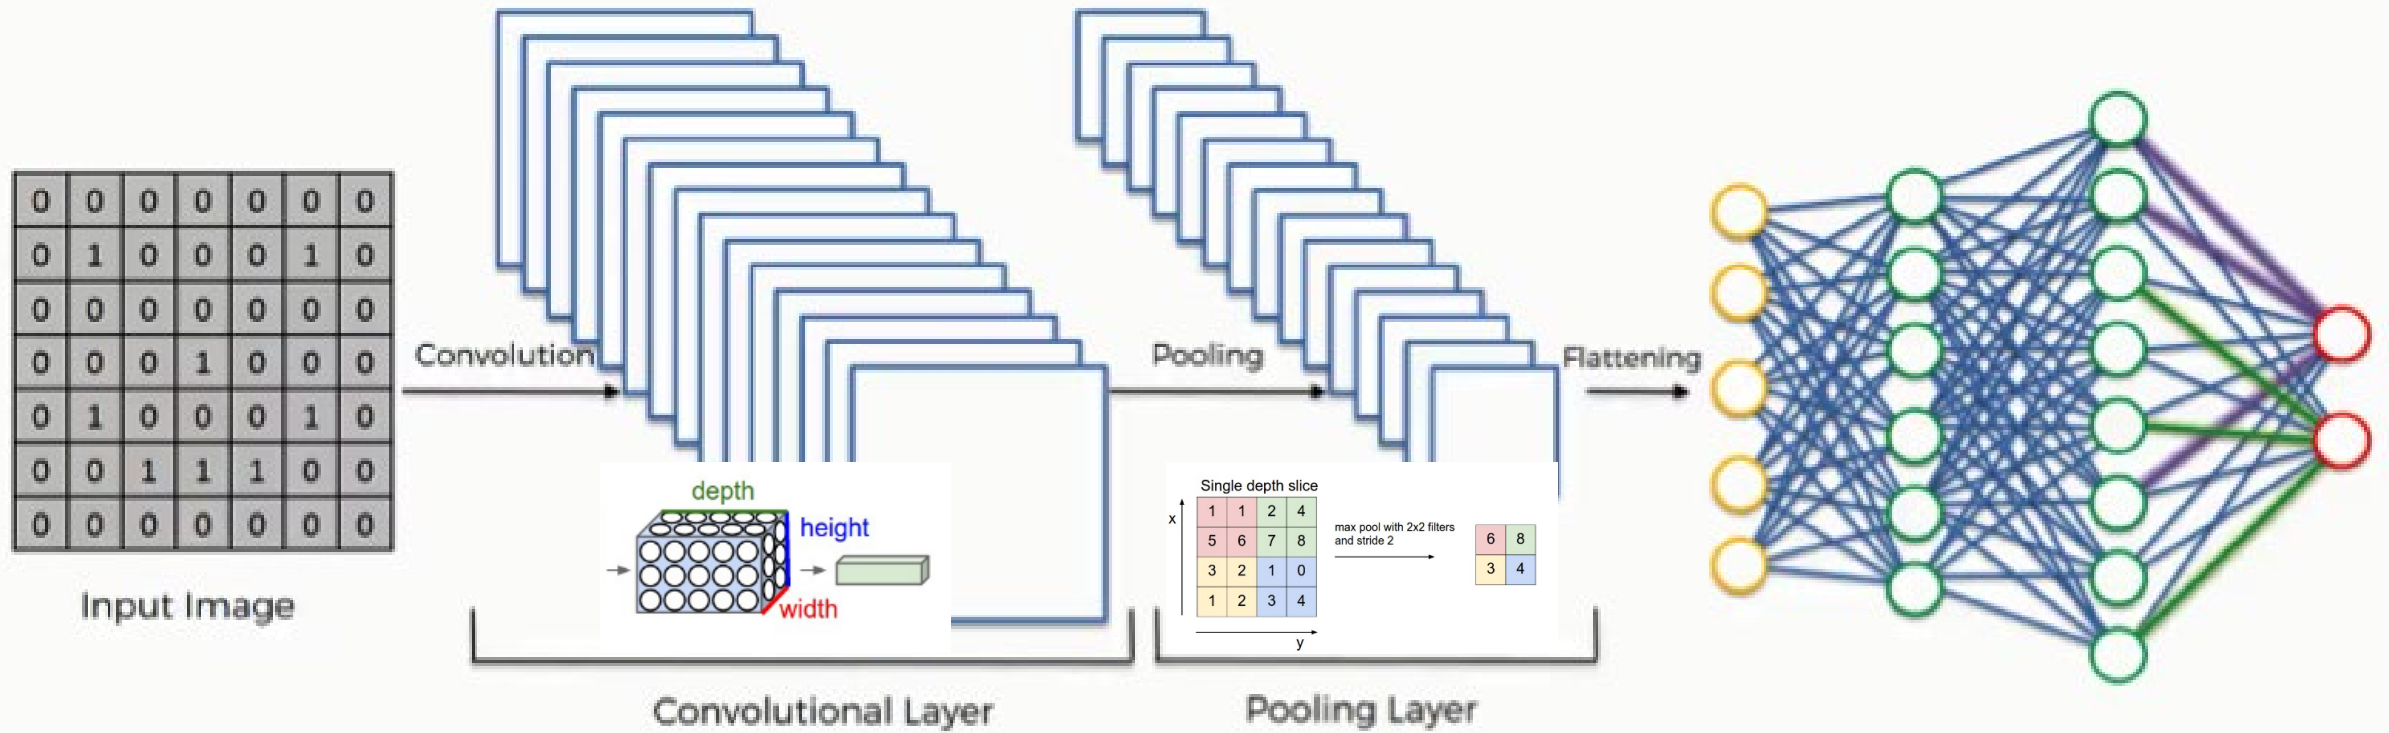 0 0 0 0 0 0 0
0 1 0 0 0 1 0
0 0 0 0 0 0 0
0 0 0 1 0 0 0
0 1 0 0 0 1 0
0 0 1 1 1 0 0
0 0 0 0 0 0 0
Input Image
Convolution
depth
height
width
Convolutional Layer
Pooling
Single depth slice
x
1 1 2 4
5 6 7 8
3 2 1 0
1 2 3 4
y
max pool with 2x2 filters
and stride 2
6 8
3 4
Pooling Layer
Flattening